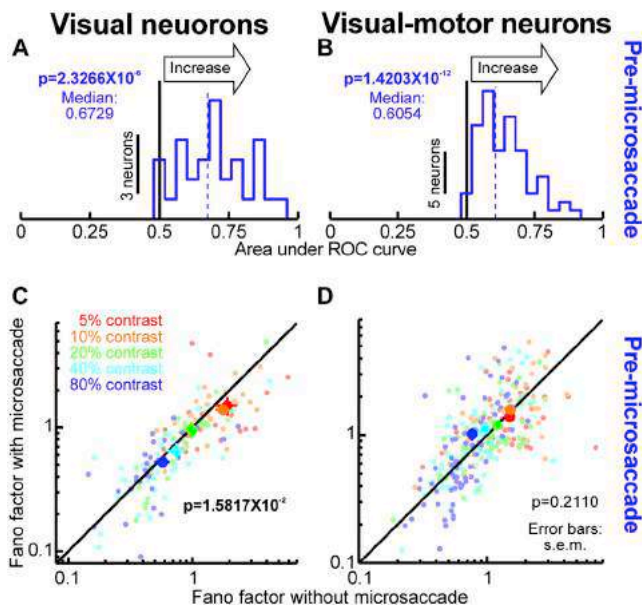 Visual neuorons
Visual-motor neurons
A
Increase
p=2.3266X10⁻⁶
Median:
0.6729
3 neurons
0
0.25
0.5
0.75
1
B
Increase
p=1.4203X10⁻¹²
Median:
0.6054
5 neurons
0
0.25
0.5
0.75
1
Area under ROC curve
Pre-microsaccade
C
5% contrast
10% contrast
20% contrast
40% contrast
80% contrast
Fano factor with microsaccade
1
0.1
p=1.5817X10⁻²
0.1
1
D
1
0.1
p=0.2110
Error bars:
s.e.m.
0.1
1
Fano factor without microsaccade
Pre-microsaccade